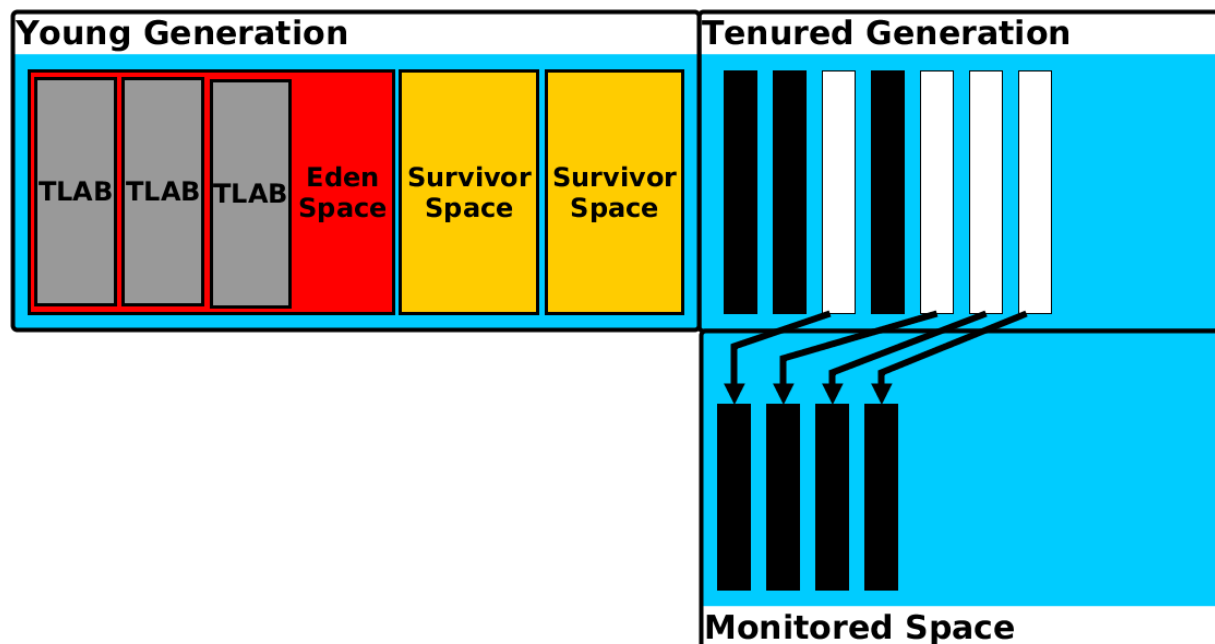 Young Generation
Tenured Generation
TLAB
TLAB
TLAB
Eden
Space
Survivor
Space
Survivor
Space
Monitored Space